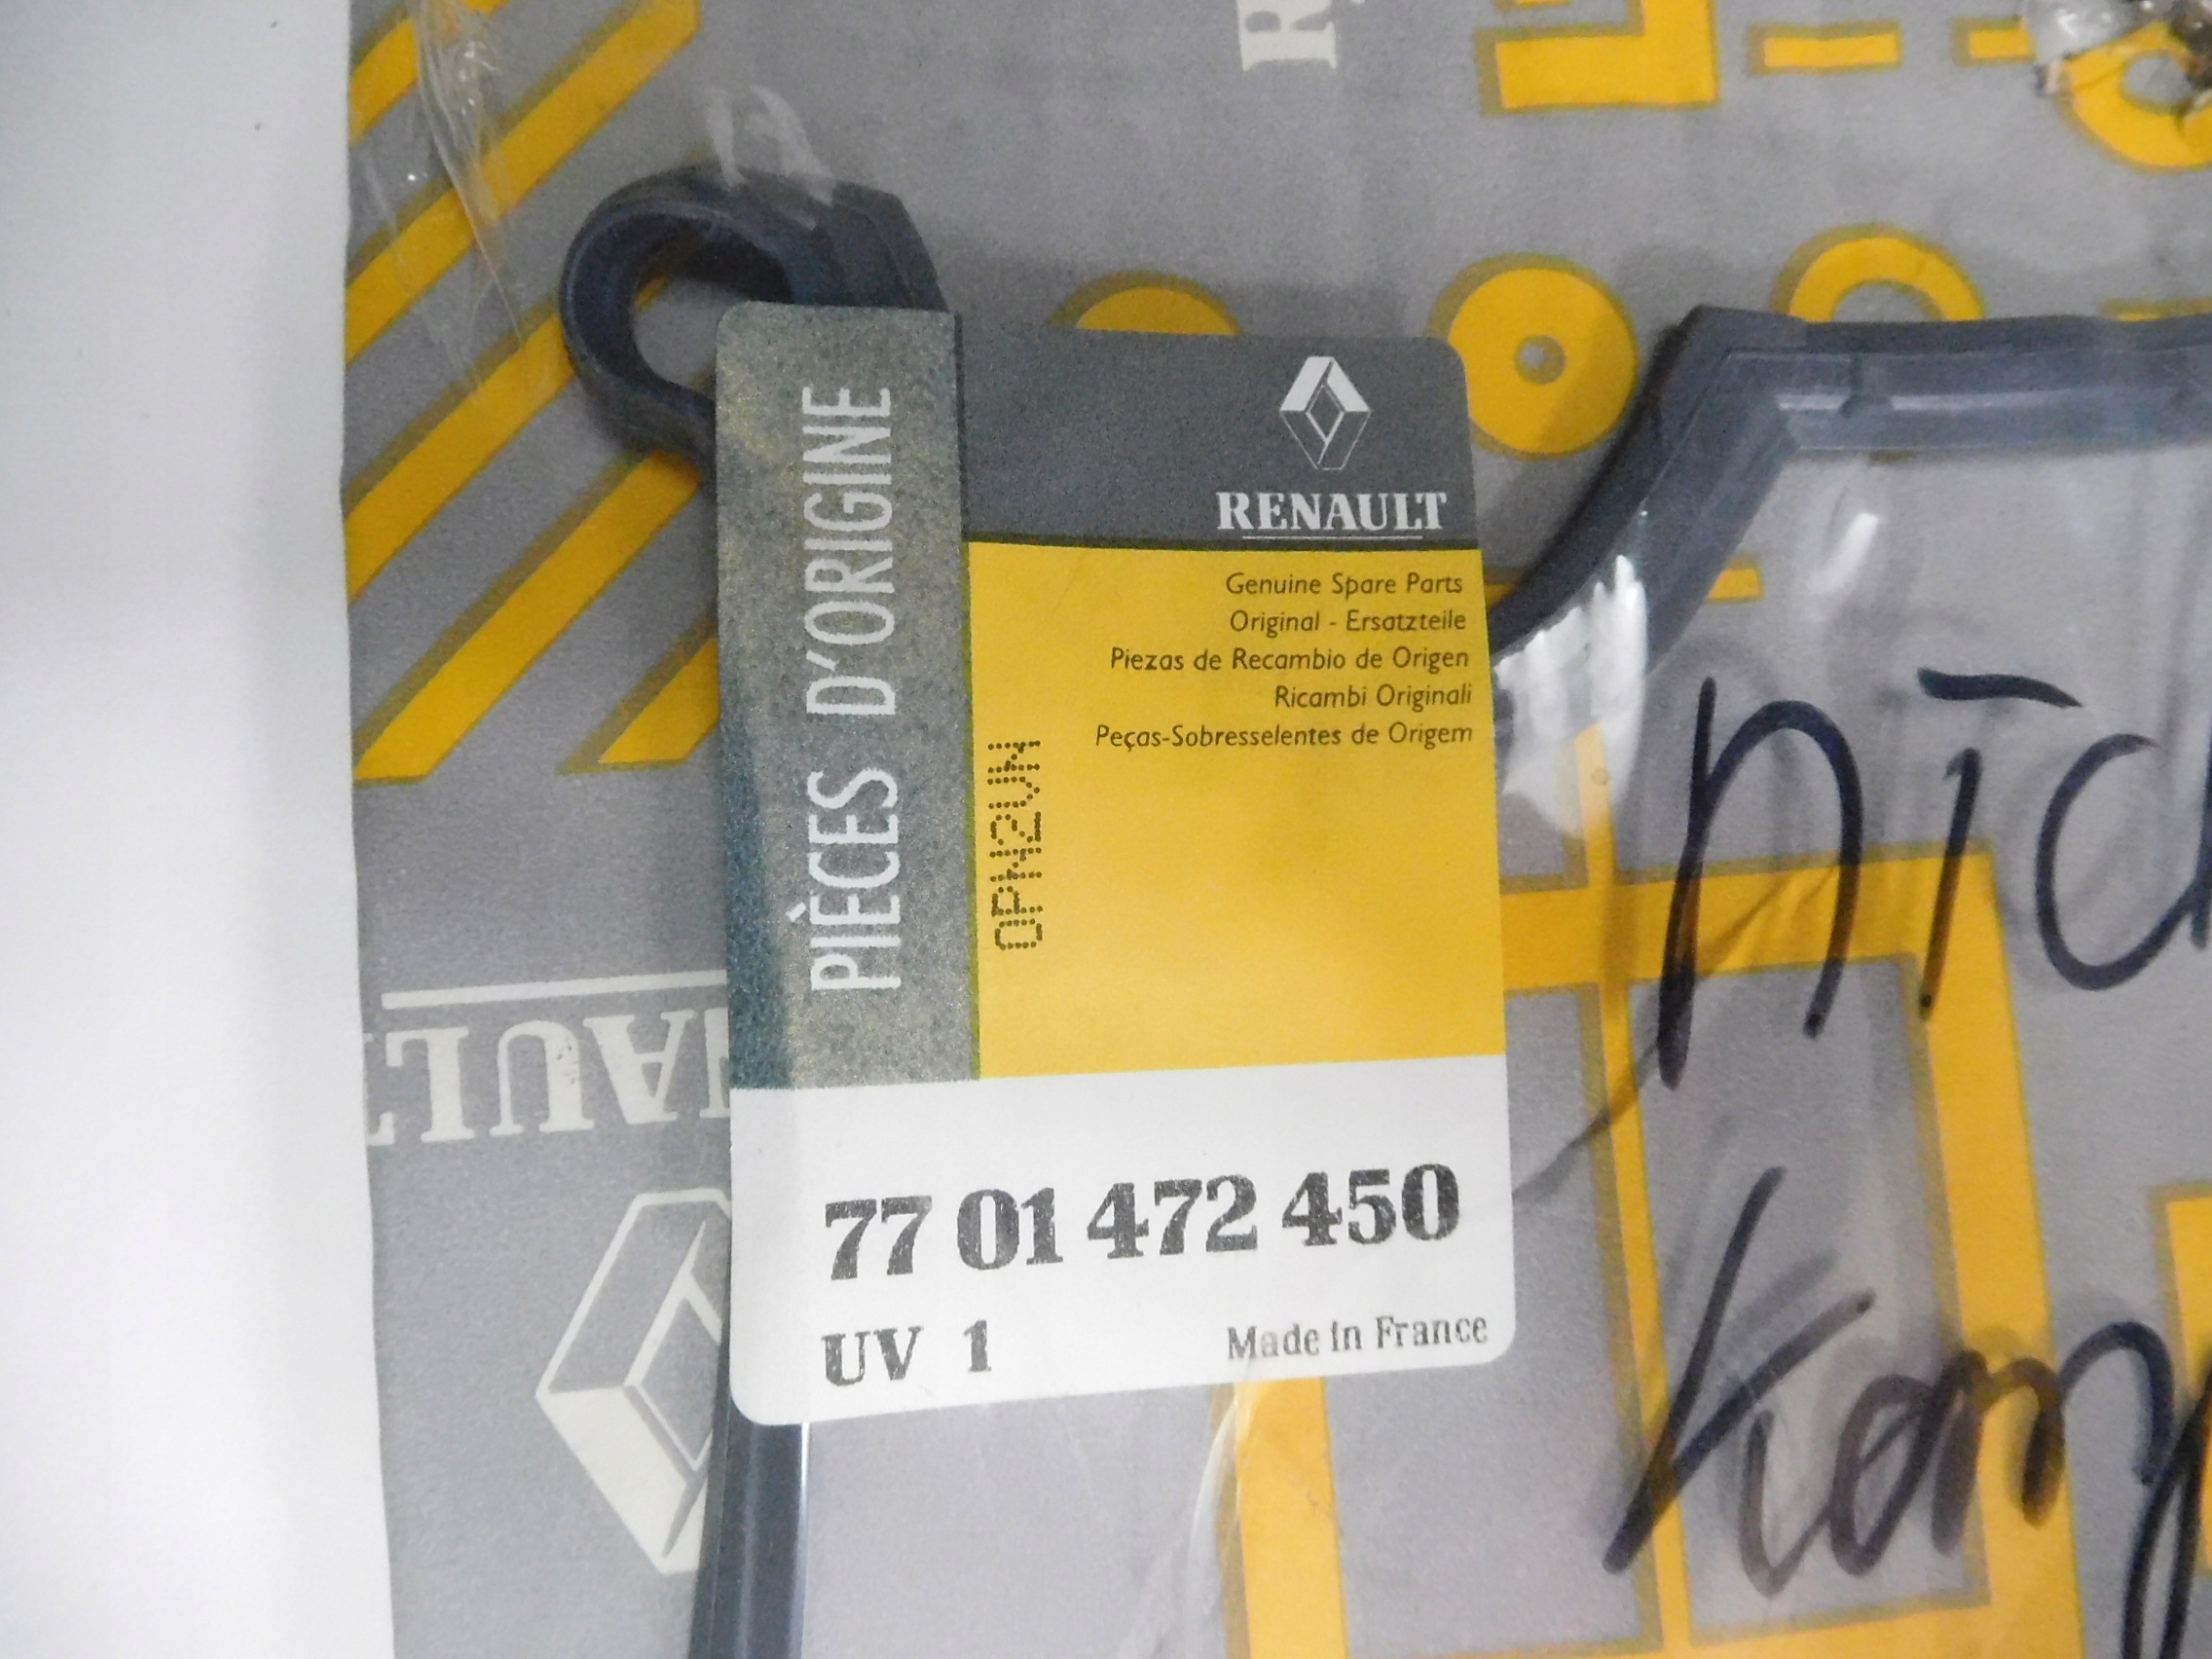 PIÈCES D'ORIGINE
RENAULT
Genuine Spare Parts
Original - Ersatzteile
Piezas de Recambio de Origen
Ricambi Originali
Peças-Sobresselentes de Origem
77 01 472 450
UV 1
Made in France